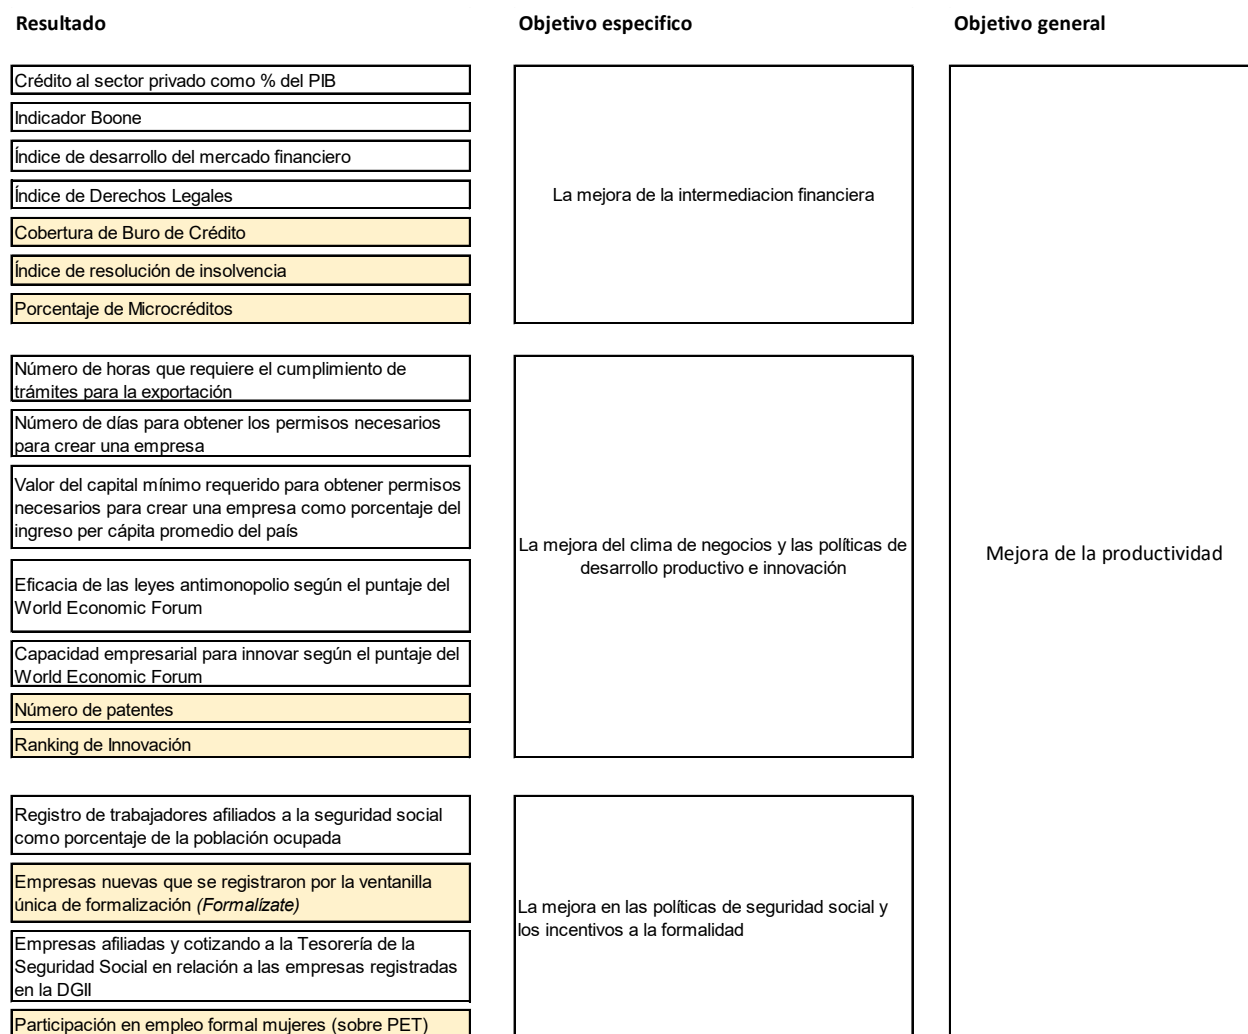 Resultado
Objetivo especifico
Objetivo general
Crédito al sector privado como % del PIB
Indicador Boone
Índice de desarrollo del mercado financiero
Índice de Derechos Legales
Cobertura de Buro de Crédito
Índice de resolución de insolvencia
Porcentaje de Microcréditos
La mejora de la intermediacion financiera
Número de horas que requiere el cumplimiento de
trámites para la exportación
Número de días para obtener los permisos necesarios
para crear una empresa
Valor del capital mínimo requerido para obtener permisos
necesarios para crear una empresa como porcentaje del
ingreso per cápita promedio del país
Eficacia de las leyes antimonopolio según el puntaje del
World Economic Forum
Capacidad empresarial para innovar según el puntaje del
World Economic Forum
Número de patentes
Ranking de Innovación
La mejora del clima de negocios y las políticas de
desarrollo productivo e innovación
Registro de trabajadores afiliados a la seguridad social
como porcentaje de la población ocupada
Empresas nuevas que se registraron por la ventanilla
única de formalización (Formalízate)
Empresas afiliadas y cotizando a la Tesorería de la
Seguridad Social en relación a las empresas registradas
en la DGII
Participación en empleo formal mujeres (sobre PET)
La mejora en las políticas de seguridad social y
los incentivos a la formalidad
Mejora de la productividad